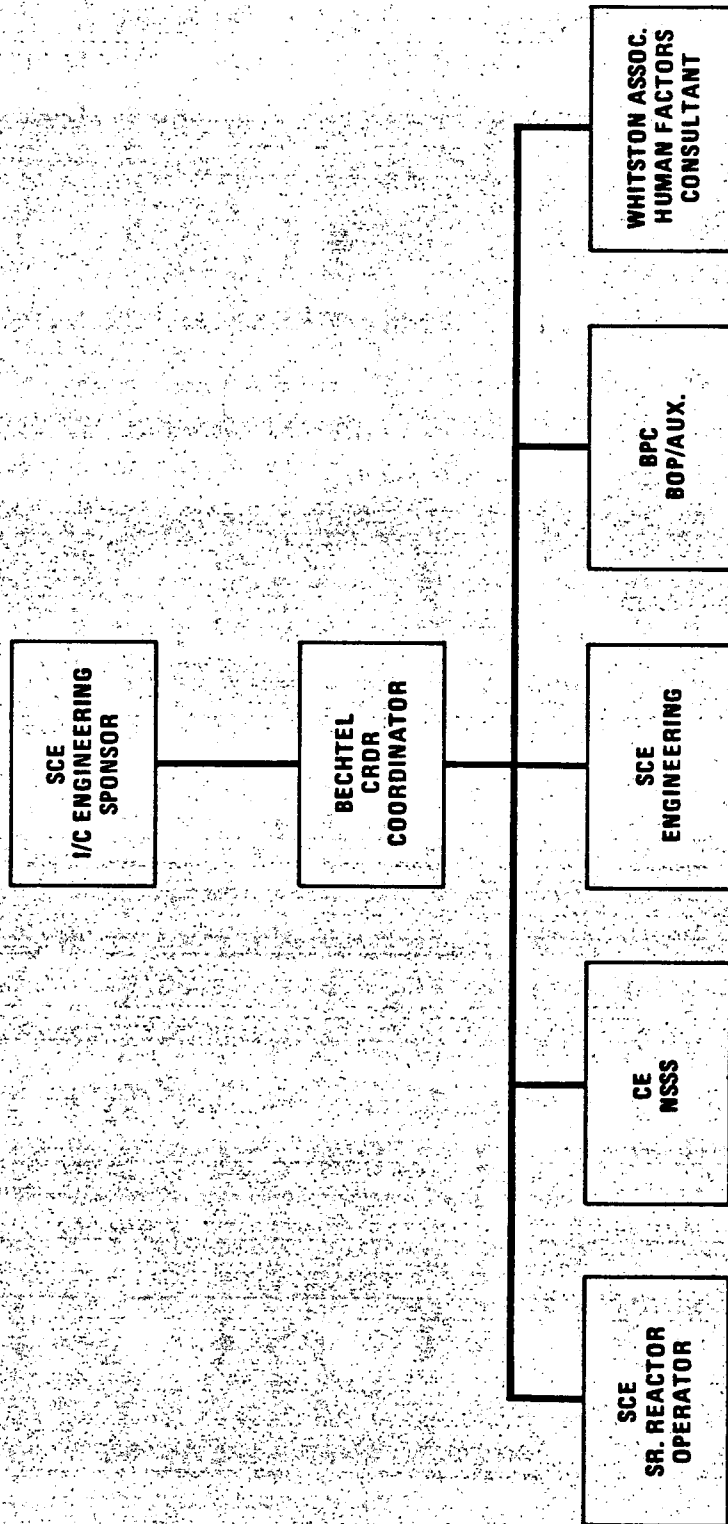 SCE
I/C ENGINEERING
SPONSOR
BECHTEL
CRDR
COORDINATOR
SCE
SR. REACTOR
OPERATOR
CE
NSSS
SCE
ENGINEERING
BPC
BOP/AUX.
WHITSTON ASSOC.
HUMAN FACTORS
CONSULTANT